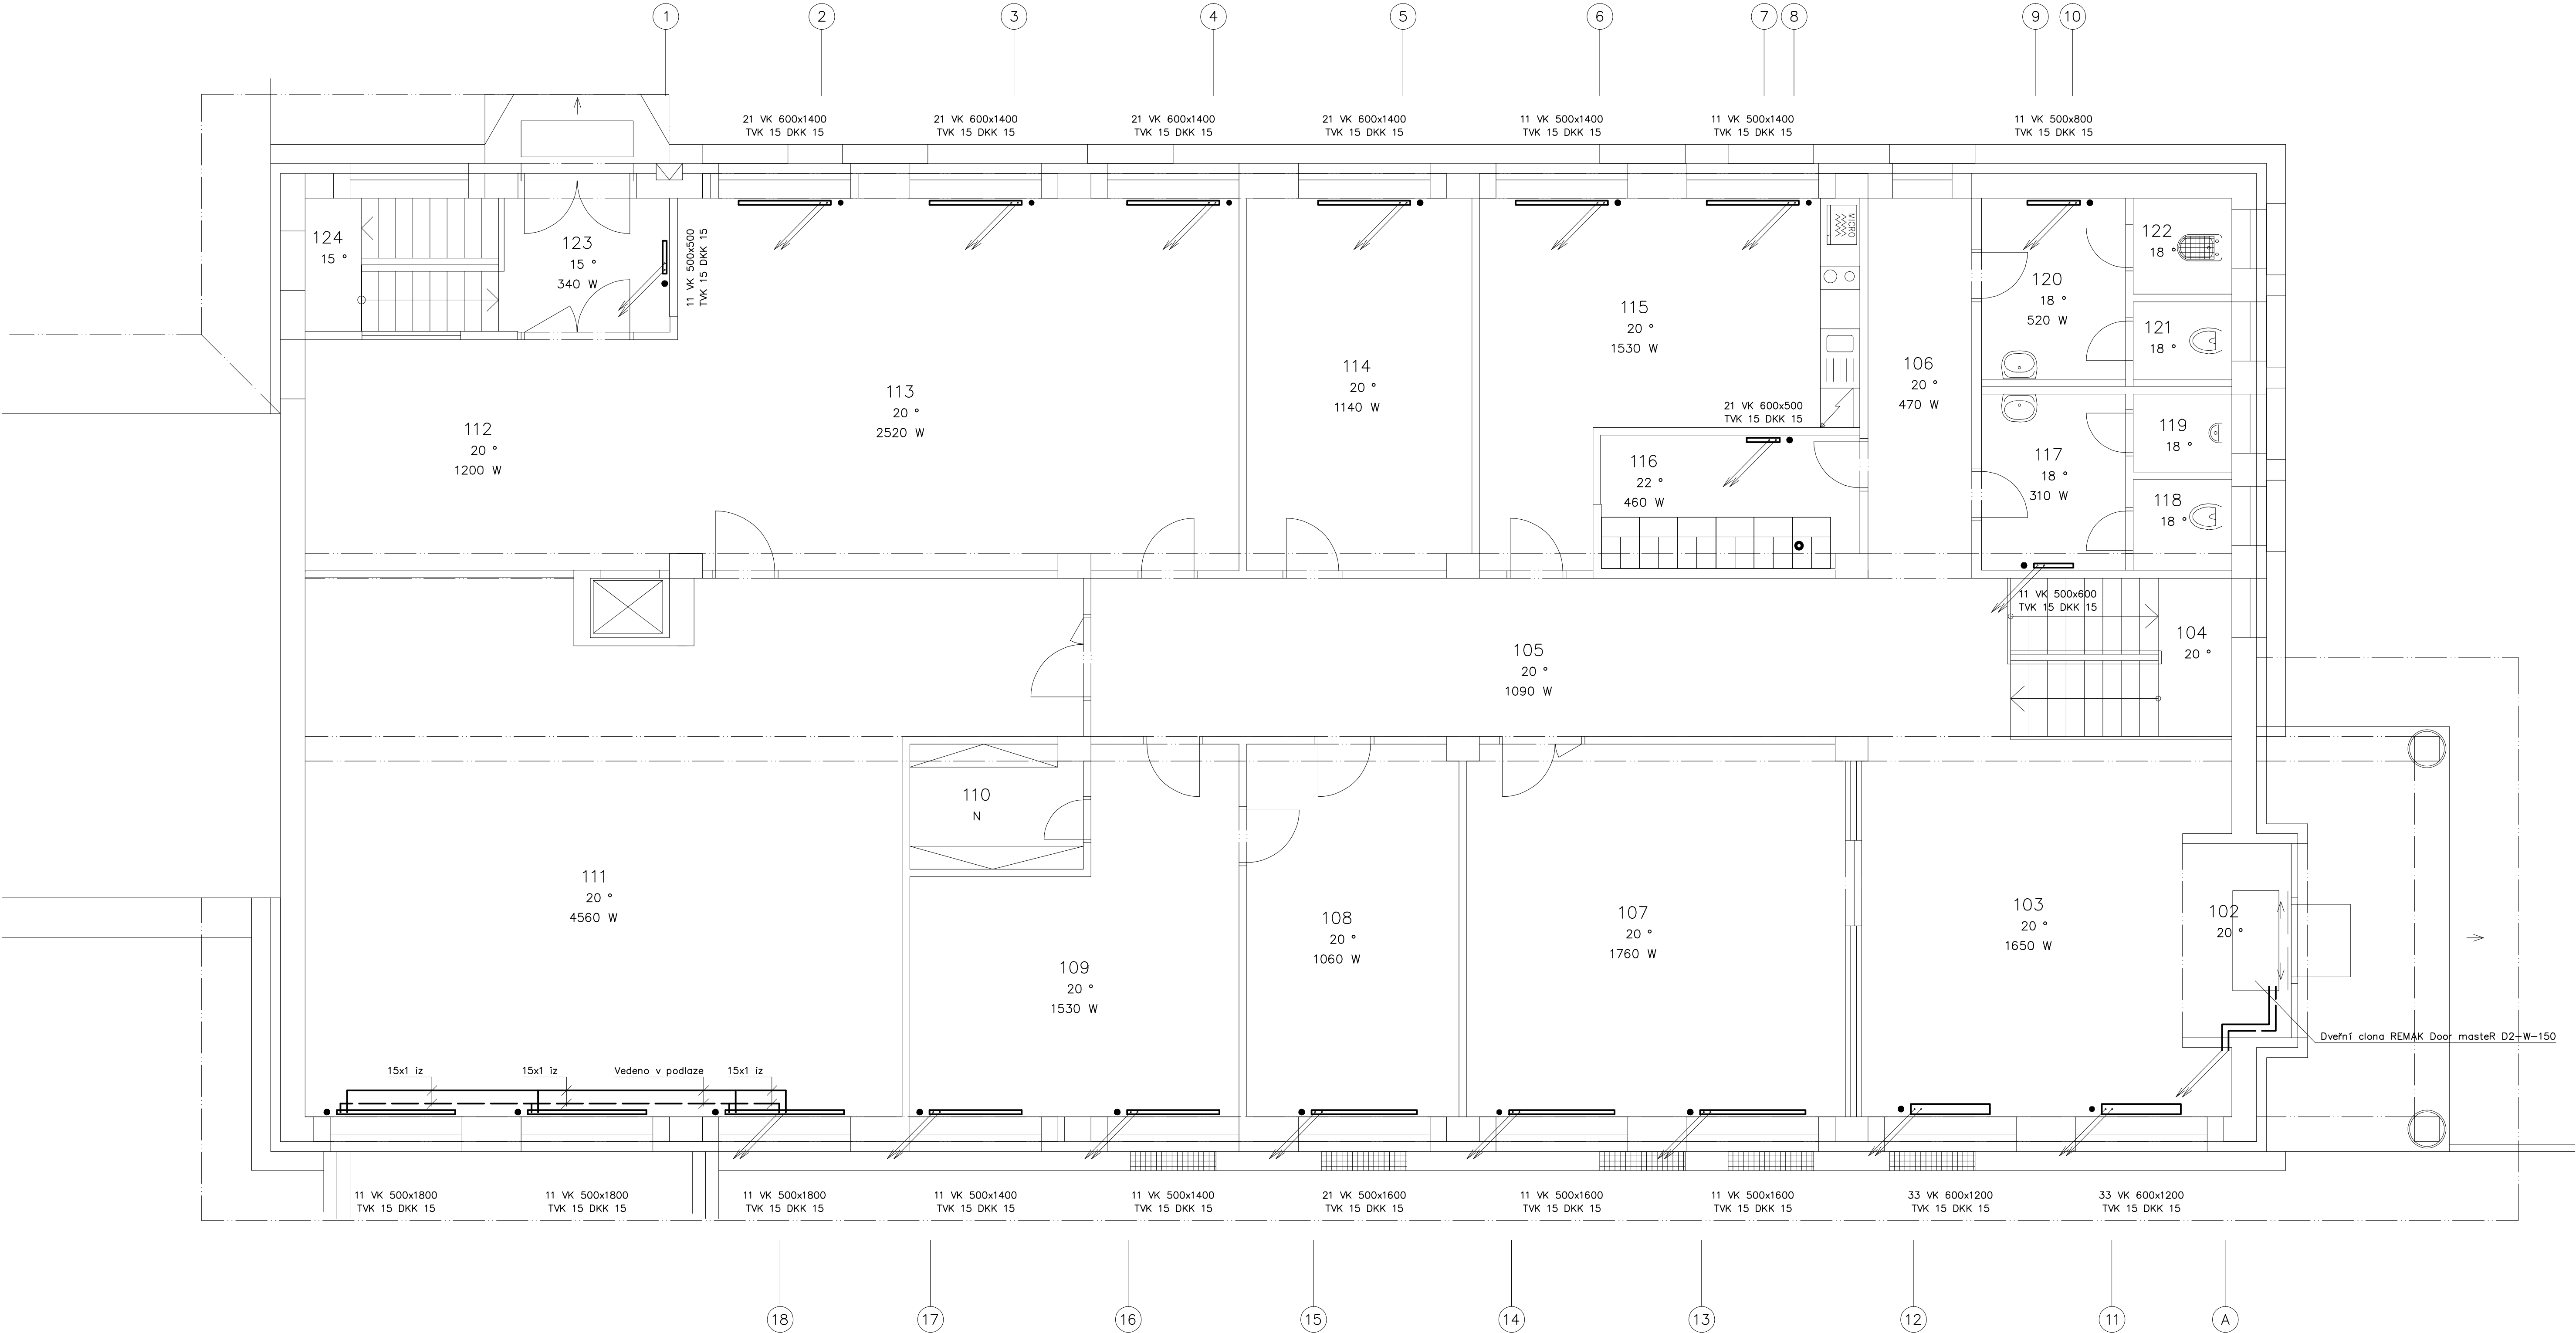 1
2
3
4
5
6
7
8
9
10
21 VK 600x1400
TVK 15 DKK 15
21 VK 600x1400
TVK 15 DKK 15
21 VK 600x1400
TVK 15 DKK 15
21 VK 600x1400
TVK 15 DKK 15
11 VK 500x1400
TVK 15 DKK 15
11 VK 500x1400
TVK 15 DKK 15
11 VK 500x800
TVK 15 DKK 15
124
15 °
123
15 °
340 W
11 VK 500x500
TVK 15 DKK 15
MICRO
122
18 °
120
18 °
520 W
121
18 °
115
20 °
1530 W
114
20 °
1140 W
106
20 °
470 W
113
20 °
2520 W
112
20 °
1200 W
21 VK 600x500
TVK 15 DKK 15
116
22 °
460 W
119
18 °
117
18 °
310 W
118
18 °
11 VK 500x600
TVK 15 DKK 15
104
20 °
105
20 °
1090 W
110
N
111
20 °
4560 W
109
20 °
1530 W
108
20 °
1060 W
107
20 °
1760 W
103
20 °
1650 W
102
20 °
Dveřní clona REMAK Door masteR D2-W-150
15x1 iz
15x1 iz
Vedeno v podlaze
15x1 iz
11 VK 500x1800
TVK 15 DKK 15
11 VK 500x1800
TVK 15 DKK 15
11 VK 500x1800
TVK 15 DKK 15
11 VK 500x1400
TVK 15 DKK 15
11 VK 500x1400
TVK 15 DKK 15
21 VK 500x1600
TVK 15 DKK 15
11 VK 500x1600
TVK 15 DKK 15
11 VK 500x1600
TVK 15 DKK 15
33 VK 600x1200
TVK 15 DKK 15
33 VK 600x1200
TVK 15 DKK 15
18
17
16
15
14
13
12
11
A